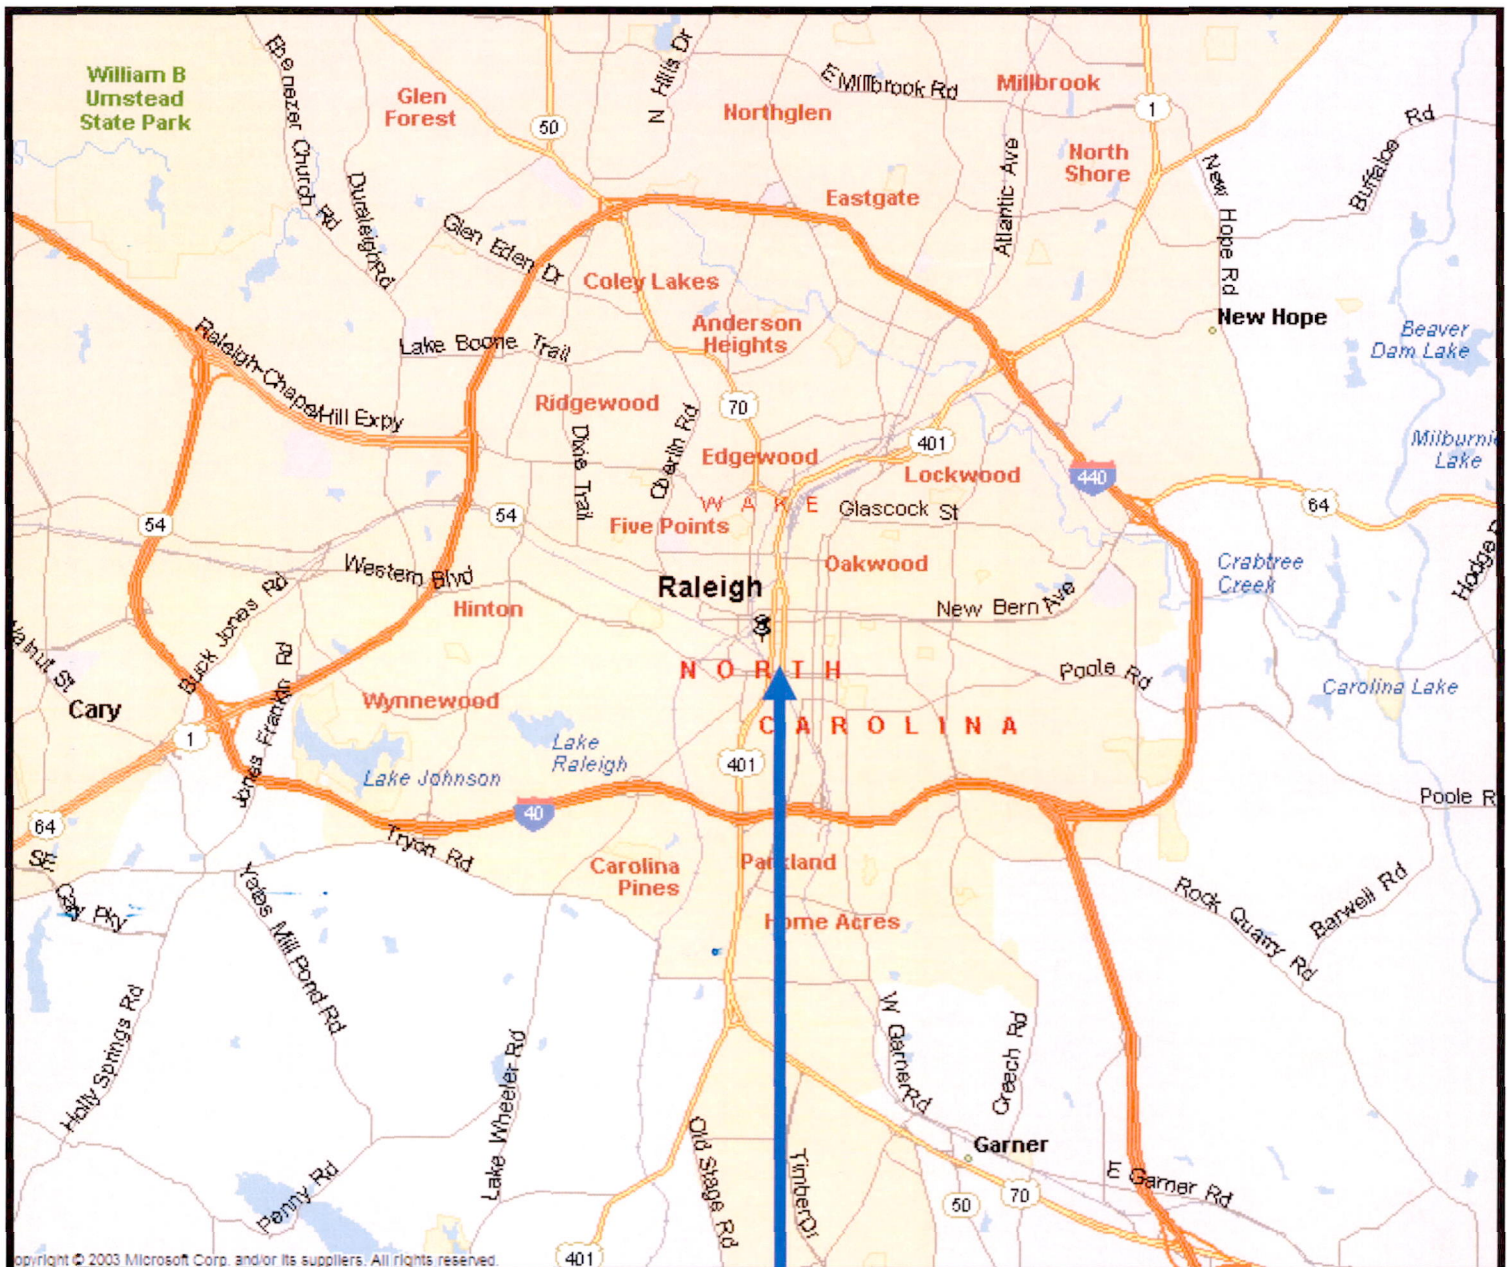 William B
Umstead
State Park
Ebenezer Church Rd
Glen
Forest
50
N Hills Dr
E Millbrook Rd
Northglen
Millbrook
1
Buffaloe Rd
North
Shore
Duraleigh Rd
Atlantic Ave
New Hope Rd
Eastgate
Glen Eden Dr
Coley Lakes
Anderson
Heights
New Hope
Beaver
Dam Lake
Raleigh-Chapel Hill Expy
Lake Boone Trail
Ridgewood
70
Oberlin Rd
Dixie Trail
401
Edgewood
Lockwood
440
Milburnie
Lake
WAKE
64
54
54
Five Points
Glascock St
Oakwood
Crabtree
Creek
Hodge
Western Blvd
Raleigh
Hinton
New Bern Ave
Buck Jones Rd
Walnut St
Jones Franklin Rd
NORTH
Poole Rd
Carolina Lake
Cary
Wynnewood
CAROLINA
1
Lake
Raleigh
401
Lake Johnson
Poole R
40
64
Tryon Rd
SE Cary Pky
Carolina
Pines
Parkland
Yates Mill Pond Rd
Rock Quarry Rd
Barwell Rd
Home Acres
Holly Springs Rd
Lake Wheeler Rd
W Garner Rd
Creech Rd
Old Stage Rd
Timber Dr
Garner
Penny Rd
50
70
E Garner Rd
401
opyright © 2003 Microsoft Corp. and/or its suppliers. All rights reserved.